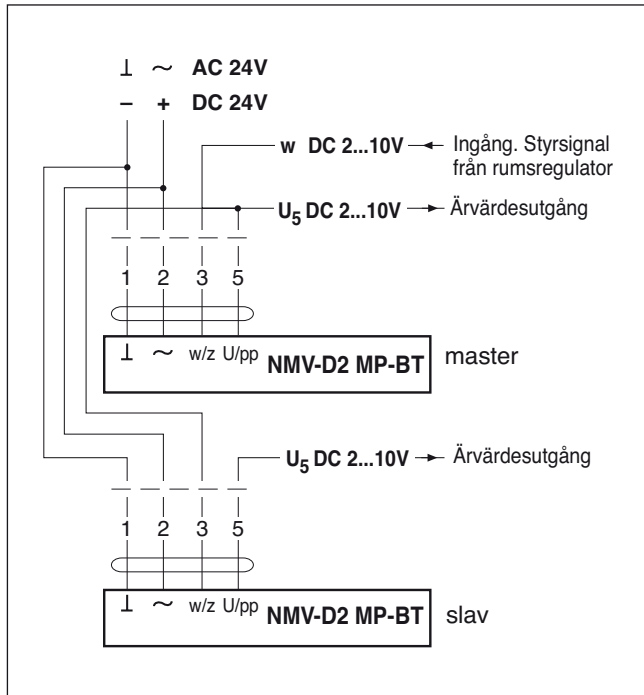 ⊥ ~ AC 24V
– + DC 24V
w DC 2...10V Ingång. Styrsignal
från rumsregulator
U5 DC 2...10V Ärvärdesutgång
1 2 3 5
⊥ ~ w/z U/pp NMV-D2 MP-BT master
U5 DC 2...10V Ärvärdesutgång
1 2 3 5
⊥ ~ w/z U/pp NMV-D2 MP-BT slav